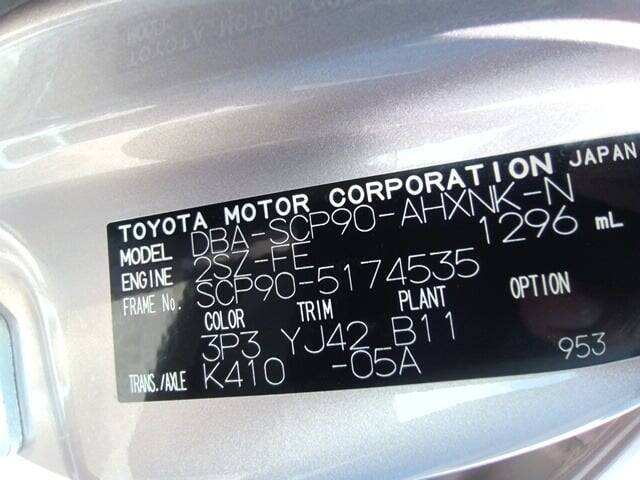 TOYOTA MOTOR CORPORATION JAPAN
MODEL DBA-SCP90-AHXNK-N
ENGINE 2SZ-FE 1296 mL
FRAME No. SCP90-5174535
COLOR TRIM PLANT OPTION
3P3 YJ42 B11
TRANS./AXLE K410 -05A 953